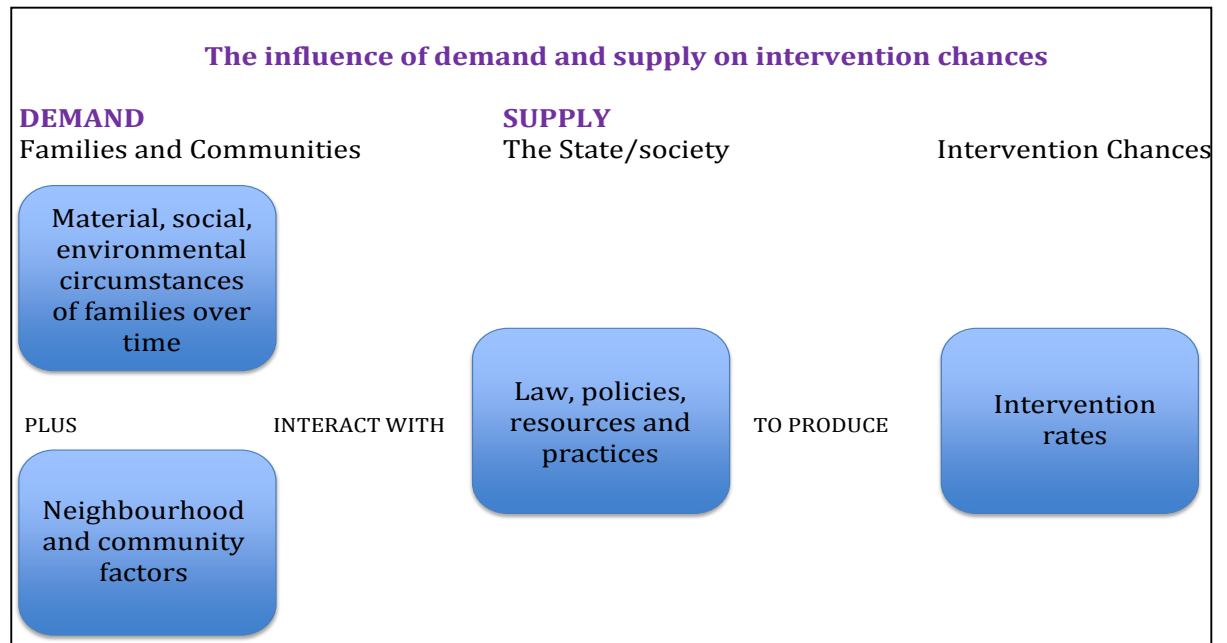 The influence of demand and supply on intervention chances
DEMAND
Families and Communities
SUPPLY
The State/society
Intervention Chances
Material, social,
environmental
circumstances
of families over
time
PLUS
Neighbourhood
and community
factors
INTERACT WITH
Law, policies,
resources and
practices
TO PRODUCE
Intervention
rates